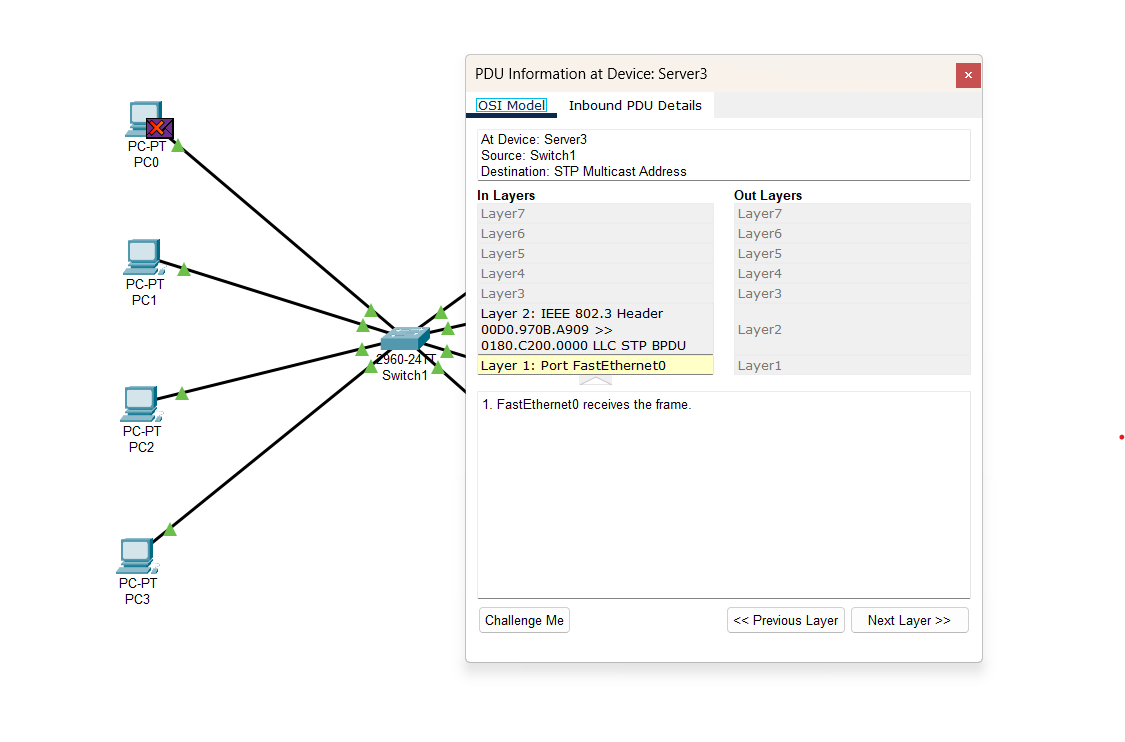 PDU Information at Device: Server3
×
OSI Model
Inbound PDU Details
At Device: Server3
Source: Switch1
Destination: STP Multicast Address
In Layers
Layer7
Layer6
Layer5
Layer4
Layer3
Layer 2: IEEE 802.3 Header
00D0.970B.A909 >>
0180.C200.0000 LLC STP BPDU
Layer 1: Port FastEthernet0
Out Layers
Layer7
Layer6
Layer5
Layer4
Layer3
Layer2
Layer1
1. FastEthernet0 receives the frame.
Challenge Me
<< Previous Layer
Next Layer >>
PC-PT
PC0
PC-PT
PC1
PC-PT
PC2
PC-PT
PC3
2960-24TT
Switch1